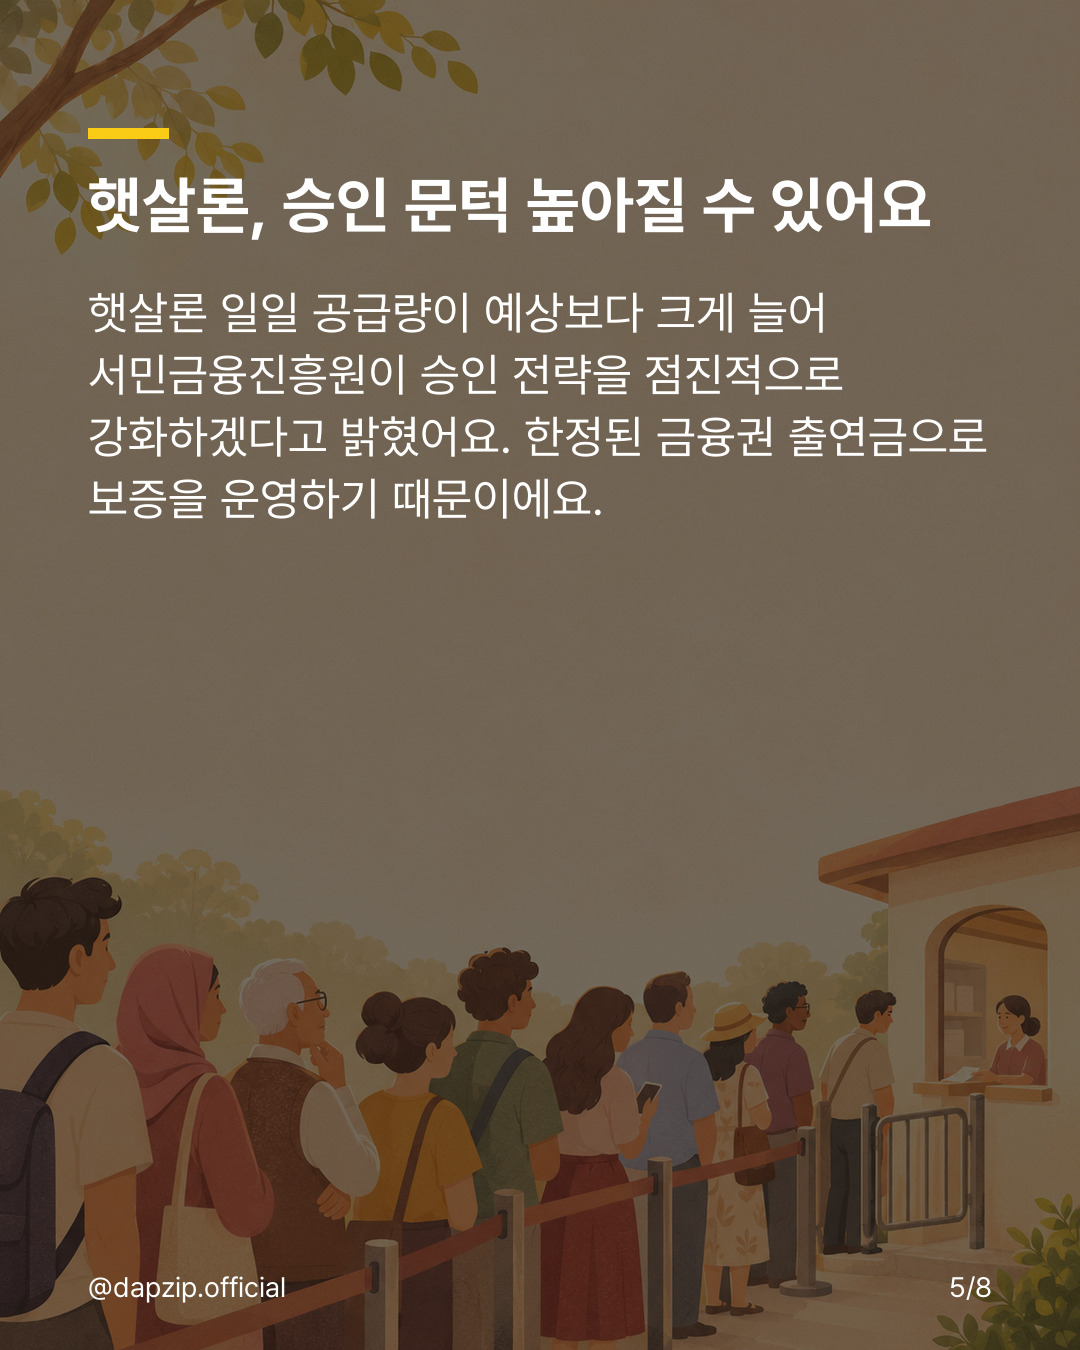 햇살론, 승인 문턱 높아질 수 있어요
햇살론 일일 공급량이 예상보다 크게 늘어
서민금융진흥원이 승인 전략을 점진적으로
강화하겠다고 밝혔어요. 한정된 금융권 출연금으로
보증을 운영하기 때문이에요.
@dapzip.official
5/8